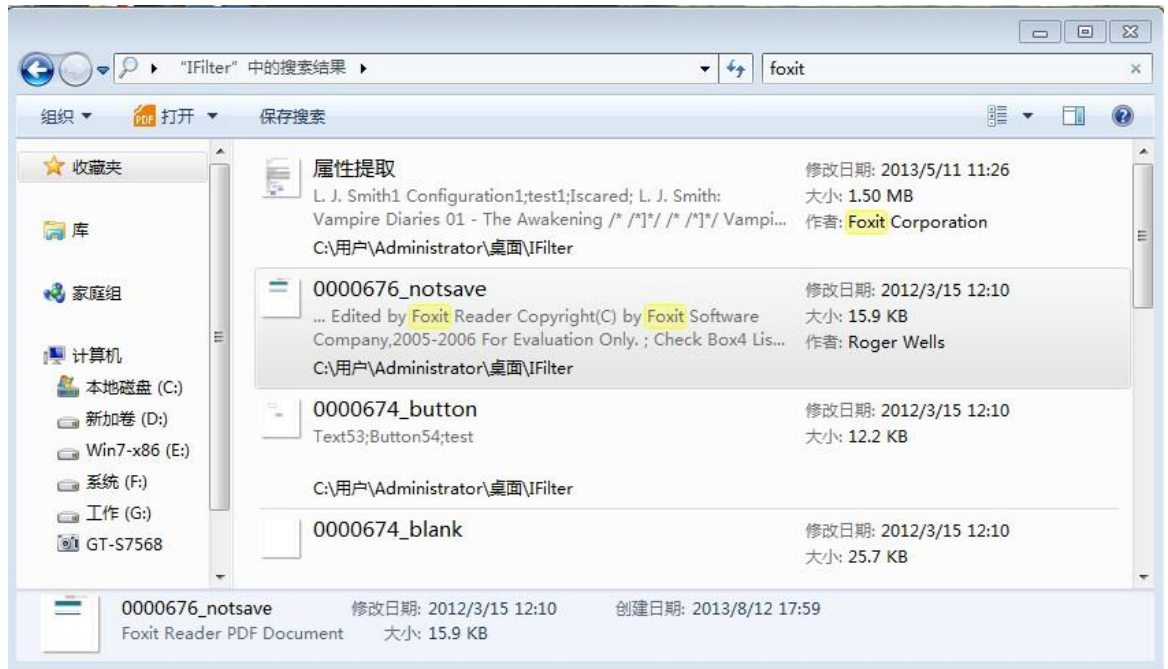 "IFilter" 中的搜索结果
foxit
组织
PDF 打开
保存搜索
收藏夹
库
家庭组
计算机
本地磁盘 (C:)
新加卷 (D:)
Win7-x86 (E:)
系统 (F:)
工作 (G:)
GT-S7568
属性提取
L. J. Smith1 Configuration1;test1;Iscared; L. J. Smith:
Vampire Diaries 01 - The Awakening /* /*]*/ /* /*]*/ Vampi...
C:\用户\Administrator\桌面\IFilter
修改日期: 2013/5/11 11:26
大小: 1.50 MB
作者: Foxit Corporation
0000676_notsave
... Edited by Foxit Reader Copyright(C) by Foxit Software
Company,2005-2006 For Evaluation Only. ; Check Box4 Lis...
C:\用户\Administrator\桌面\IFilter
修改日期: 2012/3/15 12:10
大小: 15.9 KB
作者: Roger Wells
0000674_button
Text53;Button54;test
C:\用户\Administrator\桌面\IFilter
修改日期: 2012/3/15 12:10
大小: 12.2 KB
0000674_blank
修改日期: 2012/3/15 12:10
大小: 25.7 KB
0000676_notsave 修改日期: 2012/3/15 12:10 创建日期: 2013/8/12 17:59
Foxit Reader PDF Document 大小: 15.9 KB